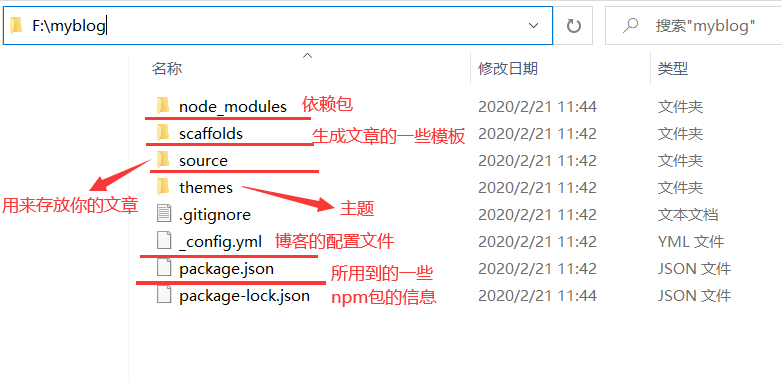 F:\myblog
搜索"myblog"
名称 修改日期 类型
node_modules 依赖包 2020/2/21 11:44 文件夹
scaffolds 生成文章的一些模板 2020/2/21 11:42 文件夹
source 2020/2/21 11:42 文件夹
themes 2020/2/21 11:42 文件夹
用来存放你的文章 主题
.gitignore 2020/2/21 11:42 文本文档
_config.yml 博客的配置文件 2020/2/21 11:42 YML 文件
package.json 所用到的一些 2020/2/21 11:42 JSON 文件
package-lock.json npm包的信息 2020/2/21 11:44 JSON 文件